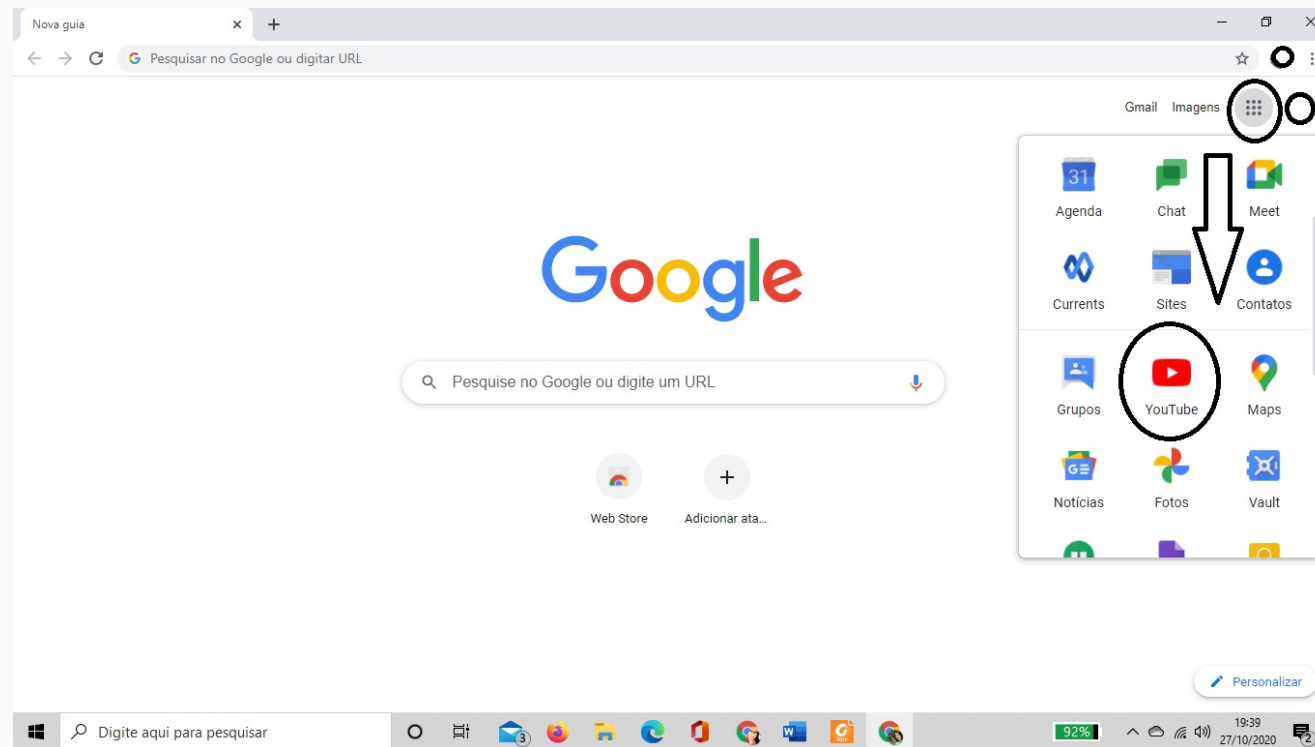 Nova guia
Pesquisar no Google ou digitar URL
Gmail Imagens
31
Agenda Chat Meet
Currents Sites Contatos
Grupos YouTube Maps
Notícias Fotos Vault
Google
Pesquise no Google ou digite um URL
Web Store Adicionar ata...
Personalizar
Digite aqui para pesquisar
92%
19:39
27/10/2020